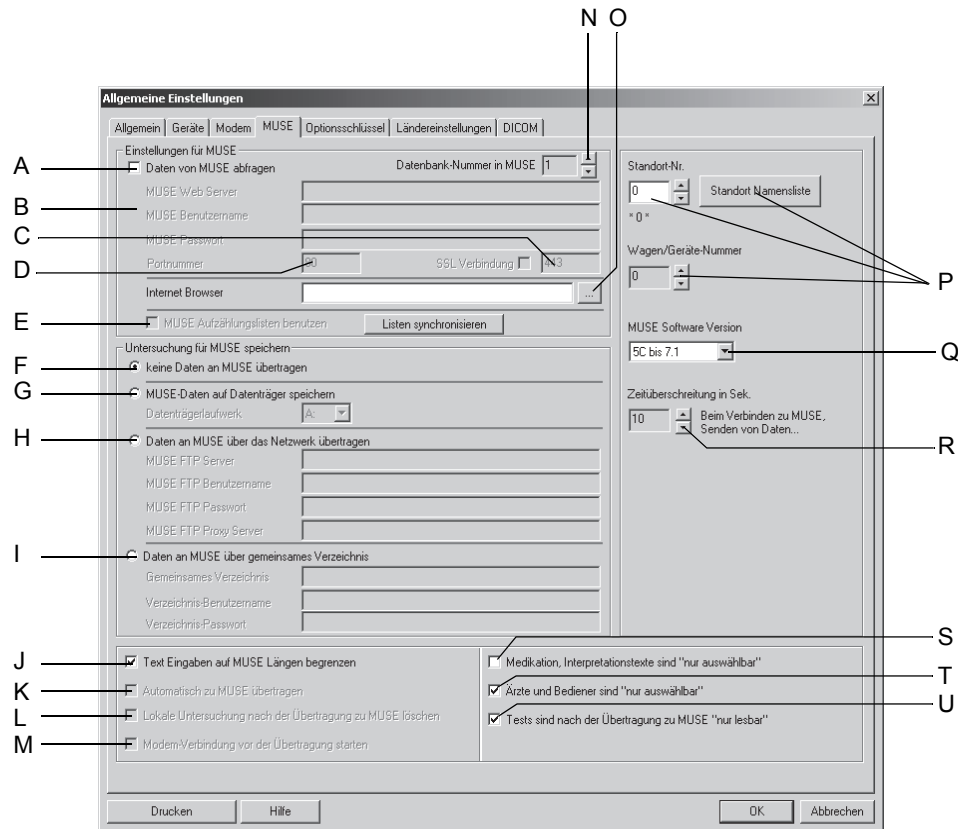 N O
Allgemeine Einstellungen
Allgemein Geräte Modem MUSE Optionsschlüssel Ländereinstellungen DICOM
Einstellungen für MUSE
A Daten von MUSE abfragen Datenbank-Nummer in MUSE 1
MUSE Web Server
B MUSE Benutzername
C MUSE Passwort
D Portnummer 80 SSL Verbindung 443
Internet Browser ...
E MUSE Aufzählungslisten benutzen Listen synchronisieren
Untersuchung für MUSE speichern
F keine Daten an MUSE übertragen
G MUSE-Daten auf Datenträger speichern
Datenträgerlaufwerk A:
H Daten an MUSE über das Netzwerk übertragen
MUSE FTP Server
MUSE FTP Benutzername
MUSE FTP Passwort
MUSE FTP Proxy Server
I Daten an MUSE über gemeinsames Verzeichnis
Gemeinsames Verzeichnis
Verzeichnis-Benutzername
Verzeichnis-Passwort
Standort-Nr.
0 Standort Namensliste
* 0 *
Wagen/Geräte-Nummer
0 P
MUSE Software Version
5C bis 7.1 Q
Zeitüberschreitung in Sek.
10 Beim Verbinden zu MUSE,
Senden von Daten...
R
J Text Eingaben auf MUSE Längen begrenzen
K Automatisch zu MUSE übertragen
L Lokale Untersuchung nach der Übertragung zu MUSE löschen
M Modem-Verbindung vor der Übertragung starten
S
Medikation, Interpretationstexte sind "nur auswählbar"
T
Ärzte und Bediener sind "nur auswählbar"
U
Tests sind nach der Übertragung zu MUSE "nur lesbar"
Drucken Hilfe OK Abbrechen